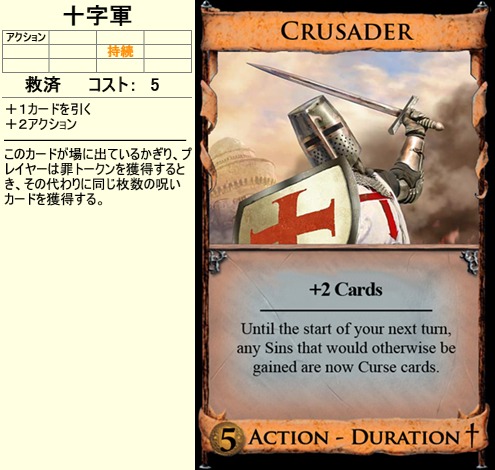 十字軍
アクション
持続
救済 コスト: 5
＋１カードを引く
＋２アクション
このカードが場に出ているかぎり、プ
レイヤーは罪トークンを獲得すると
き、その代わりに同じ枚数の呪い
カードを獲得する。
CRUSADER
+2 Cards
Until the start of your next turn,
any Sins that would otherwise be
gained are now Curse cards.
5 ACTION - DURATION †